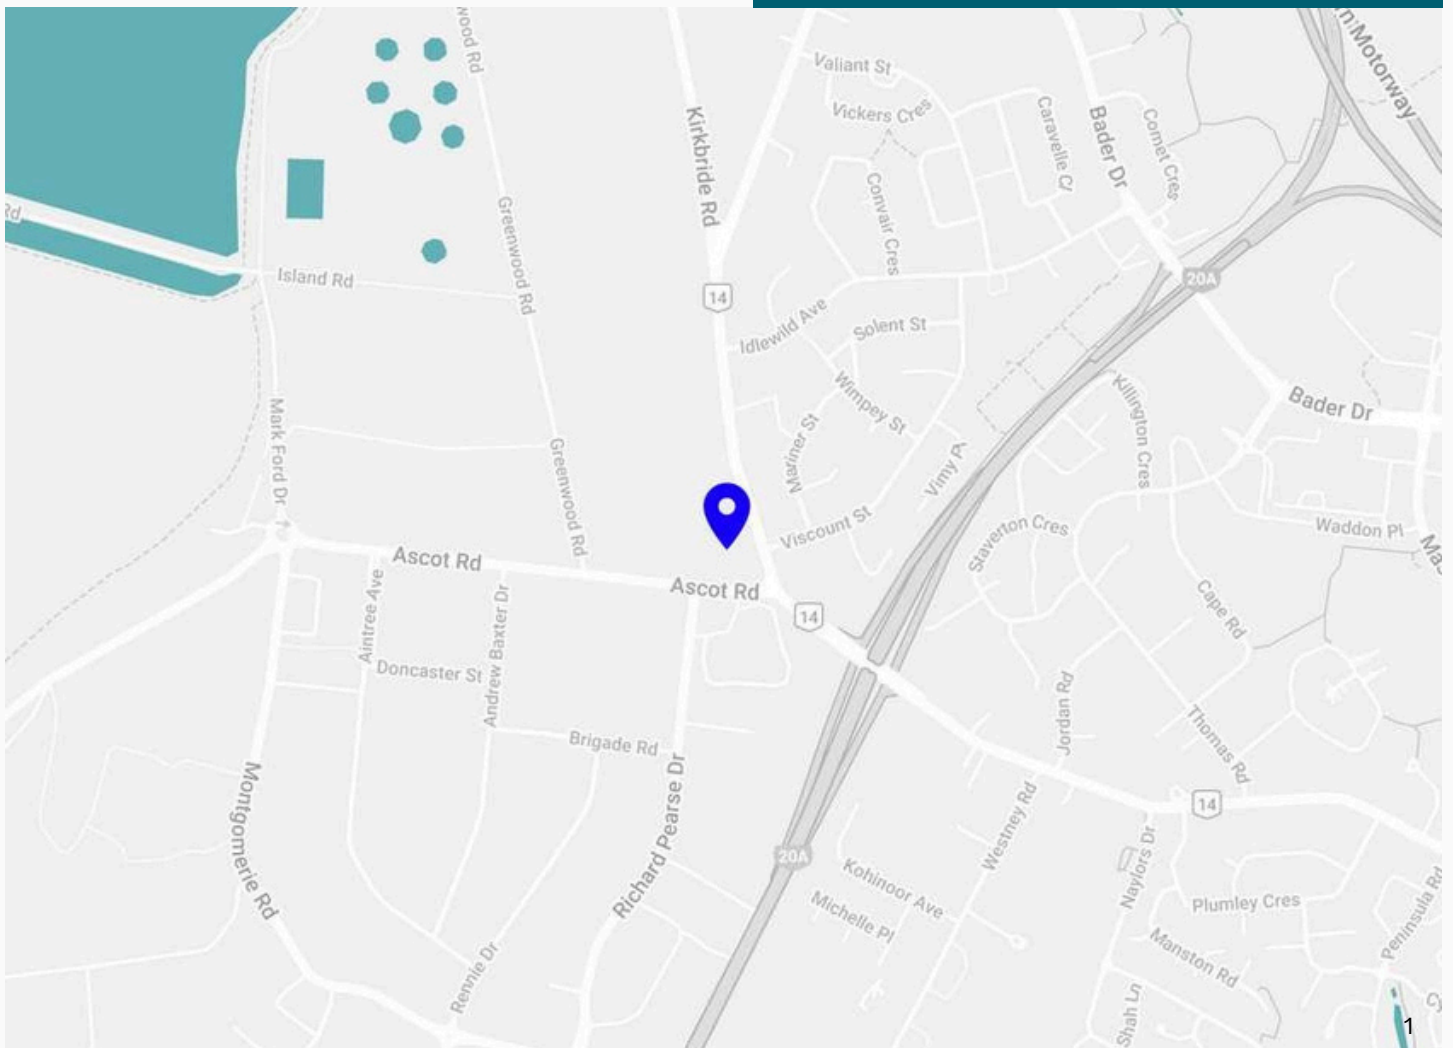 wood Rd
Motorway
Valiant St
Vickers Cres
Kirkbride Rd
Caravelle Cl
Bader Dr
Comet Cres
Rd
Greenwood Rd
Convair Cres
Island Rd
20A
14
Idlewild Ave
Solent St
Mark Ford Dr
Wimpey St
Killington Cres
Bader Dr
Mariner St
Greenwood Rd
Vimy Pl
Viscount St
Staverton Cres
Waddon Pl
Ascot Rd
Ascot Rd
14
Aintree Ave
Andrew Baxter Dr
Cape Rd
Doncaster St
Jordan Rd
Brigade Rd
Thomas Rd
Montgomerie Rd
Richard Pearse Dr
14
Westney Rd
20A
Kohinoor Ave
Naylors Dr
Michelle Pl
Plumley Cres
Peninsula Rd
Manston Rd
Rennie Dr
Shah Ln
Cy
1